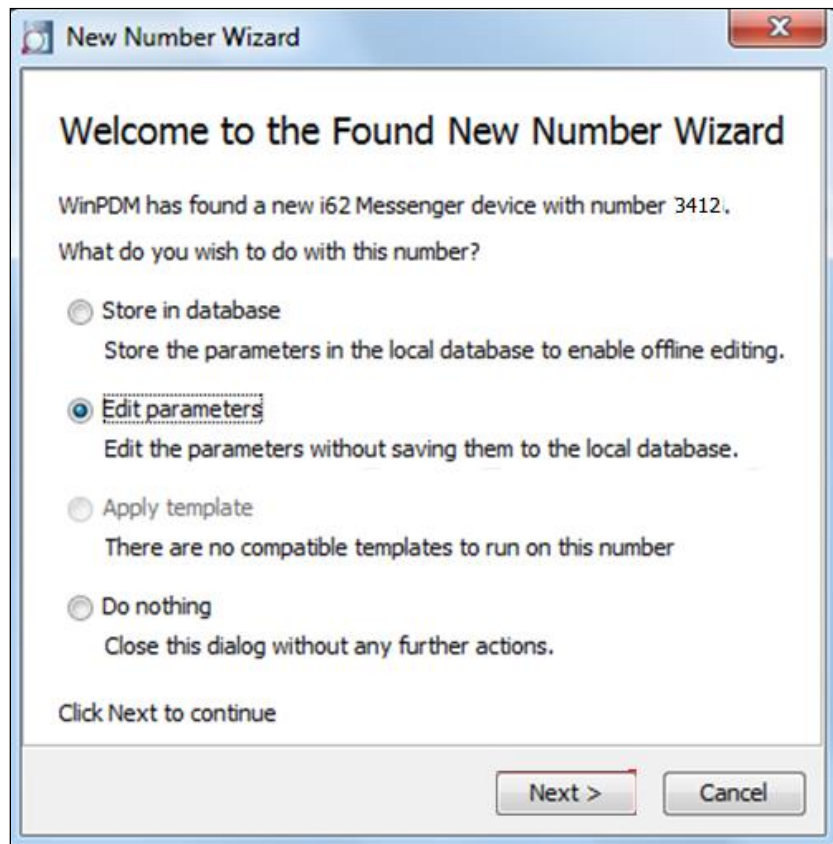 New Number Wizard
Welcome to the Found New Number Wizard
WinPDM has found a new i62 Messenger device with number 3412.
What do you wish to do with this number?
Store in database
Store the parameters in the local database to enable offline editing.
Edit parameters
Edit the parameters without saving them to the local database.
Apply template
There are no compatible templates to run on this number
Do nothing
Close this dialog without any further actions.
Click Next to continue
Next >
Cancel